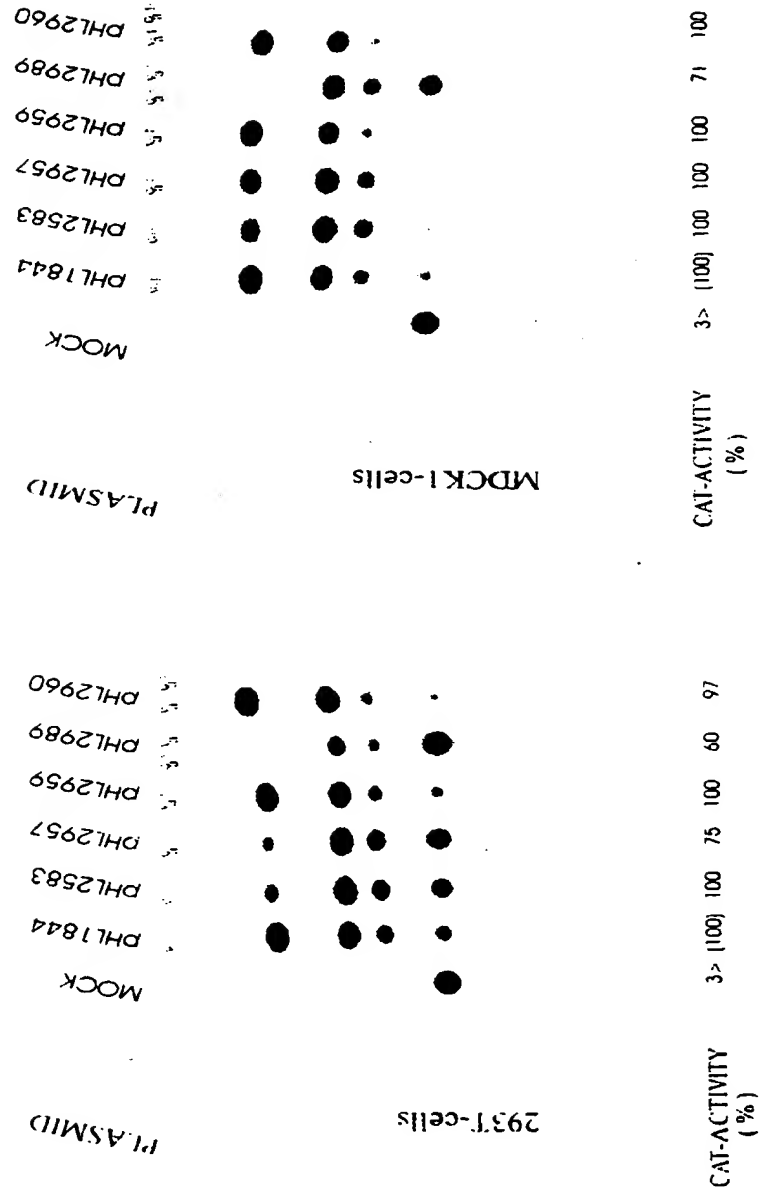 PLASMID
MOCK
pHL1844
pHL2583
pHL2957
pHL2959
pHL2989
pHL2960
MDCK1-cells
CAT-ACTIVITY
(%)
3> (100) 100 100 100 71 100
PLASMID
MOCK
pHL1844
pHL2583
pHL2957
pHL2959
pHL2989
pHL2960
293T-cells
CAT-ACTIVITY
(%)
3> (100) 100 75 100 60 97